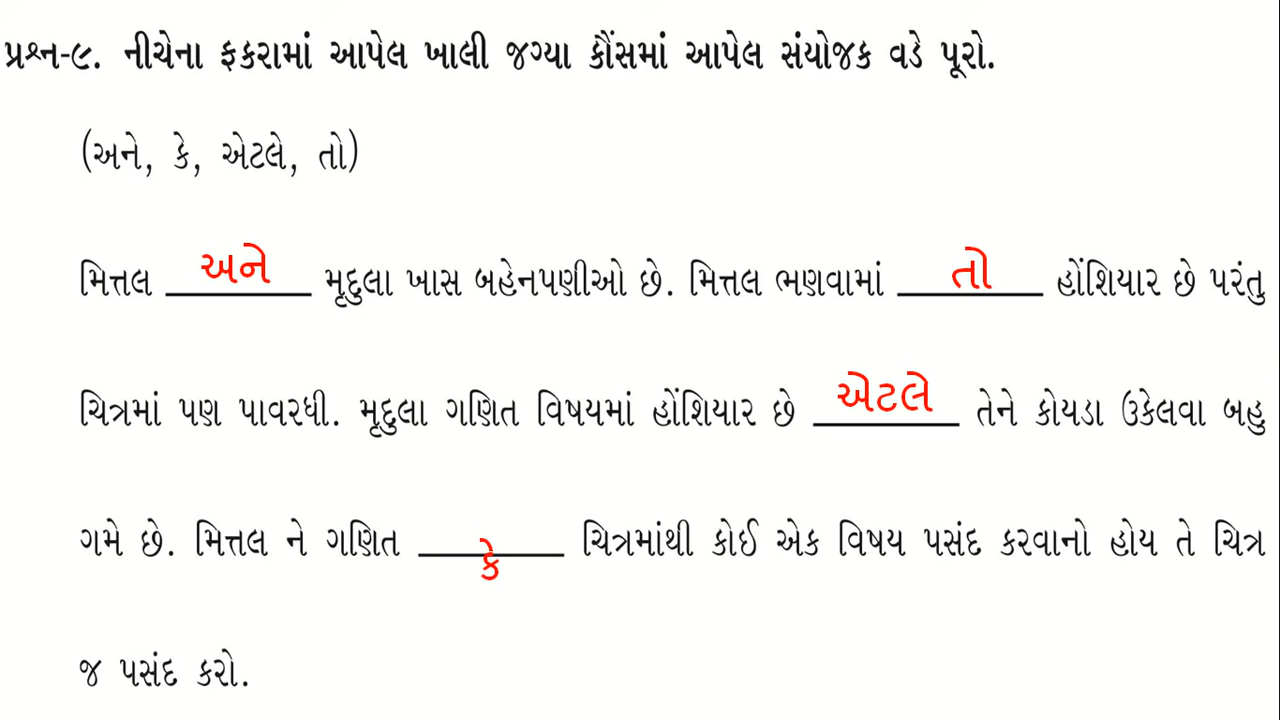 પ્રશ્ન-૯. નીચેના ફકરામાં આપેલ ખાલી જગ્યા કૌંસમાં આપેલ સંયોજક વડે પૂરો.
(અને, કે, એટલે, તો)
મિત્તલ અને મૃદુલા ખાસ બહેનપણીઓ છે. મિત્તલ ભણવામાં તો હોંશિયાર છે પરંતુ
ચિત્રમાં પણ પાવરધી. મૃદુલા ગણિત વિષયમાં હોંશિયાર છે એટલે તેને કોયડા ઉકેલવા બહુ
ગમે છે. મિત્તલ ને ગણિત કે ચિત્રમાંથી કોઈ એક વિષય પસંદ કરવાનો હોય તે ચિત્ર
જ પસંદ કરો.